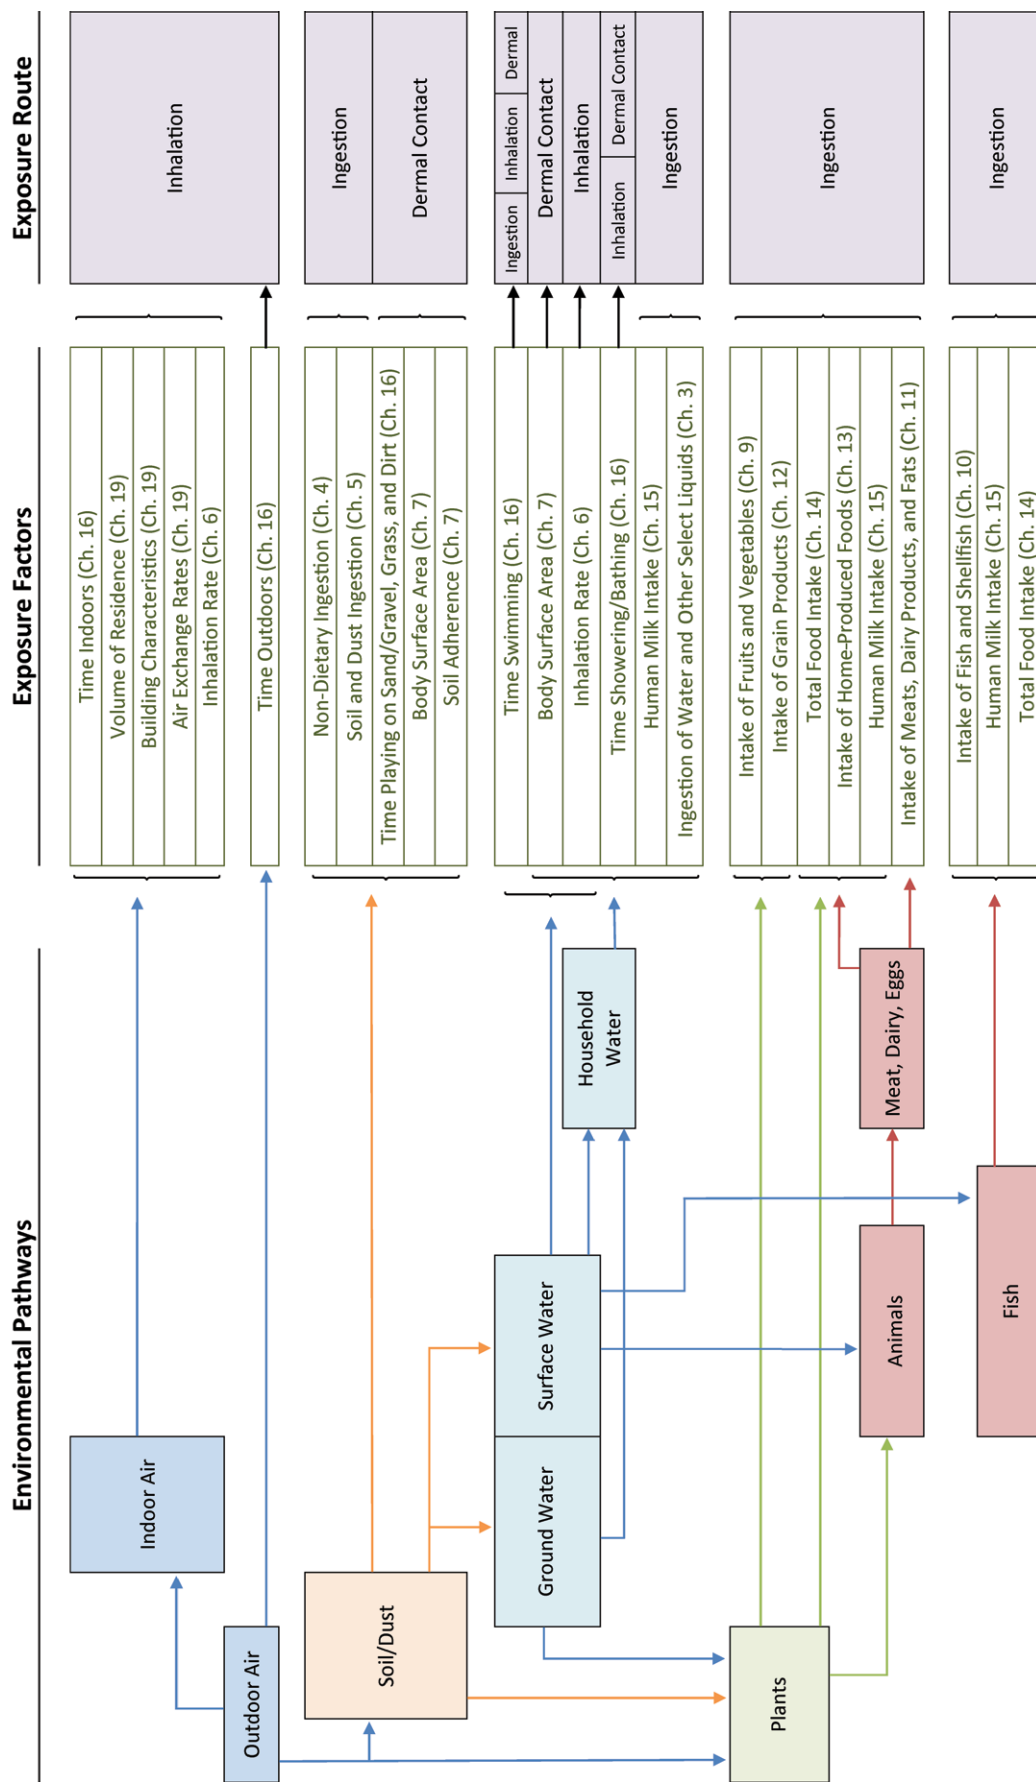 Environmental Pathways
Exposure Factors
Exposure Route
Outdoor Air
Indoor Air
Soil/Dust
Ground Water
Surface Water
Household
Water
Plants
Animals
Meat, Dairy, Eggs
Fish
Time Indoors (Ch. 16)
Volume of Residence (Ch. 19)
Building Characteristics (Ch. 19)
Air Exchange Rates (Ch. 19)
Inhalation Rate (Ch. 6)
Time Outdoors (Ch. 16)
Non-Dietary Ingestion (Ch. 4)
Soil and Dust Ingestion (Ch. 5)
Time Playing on Sand/Gravel, Grass, and Dirt (Ch. 16)
Body Surface Area (Ch. 7)
Soil Adherence (Ch. 7)
Time Swimming (Ch. 16)
Body Surface Area (Ch. 7)
Inhalation Rate (Ch. 6)
Time Showering/Bathing (Ch. 16)
Human Milk Intake (Ch. 15)
Ingestion of Water and Other Select Liquids (Ch. 3)
Intake of Fruits and Vegetables (Ch. 9)
Intake of Grain Products (Ch. 12)
Total Food Intake (Ch. 14)
Intake of Home-Produced Foods (Ch. 13)
Human Milk Intake (Ch. 15)
Intake of Meats, Dairy Products, and Fats (Ch. 11)
Intake of Fish and Shellfish (Ch. 10)
Human Milk Intake (Ch. 15)
Total Food Intake (Ch. 14)
Inhalation
Ingestion
Dermal Contact
Ingestion
Inhalation
Dermal
Dermal Contact
Inhalation
Inhalation
Dermal Contact
Ingestion
Ingestion
Ingestion